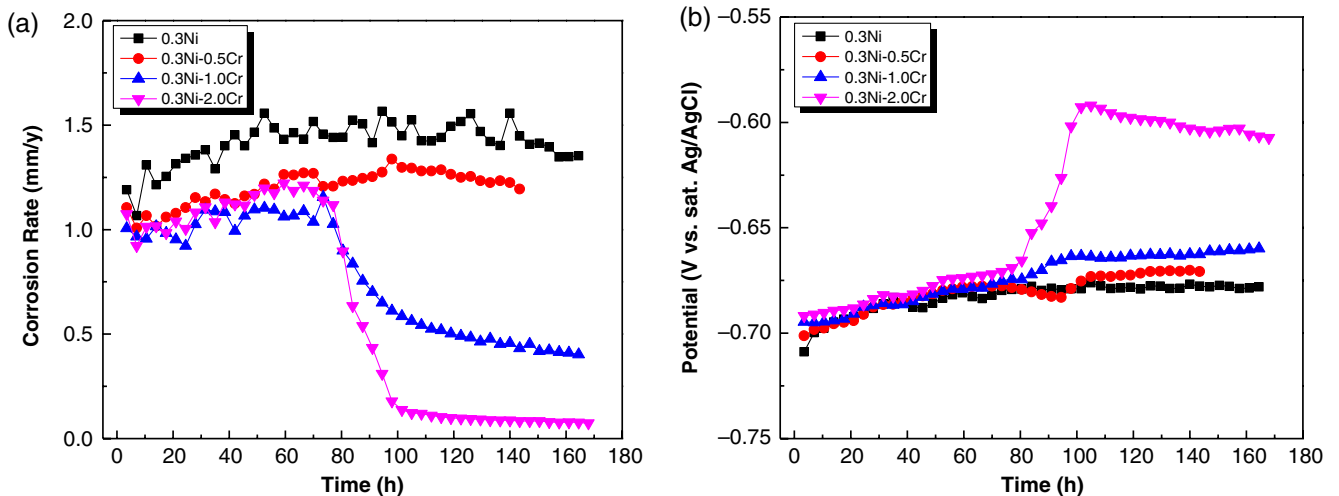 (a)
0.3Ni
0.3Ni-0.5Cr
0.3Ni-1.0Cr
0.3Ni-2.0Cr
Corrosion Rate (mm/y)
2.0
1.5
1.0
0.5
0.0
0 20 40 60 80 100 120 140 160 180
Time (h)
(b)
0.3Ni
0.3Ni-0.5Cr
0.3Ni-1.0Cr
0.3Ni-2.0Cr
Potential (V vs. sat. Ag/AgCl)
−0.55
−0.60
−0.65
−0.70
−0.75
0 20 40 60 80 100 120 140 160 180
Time (h)